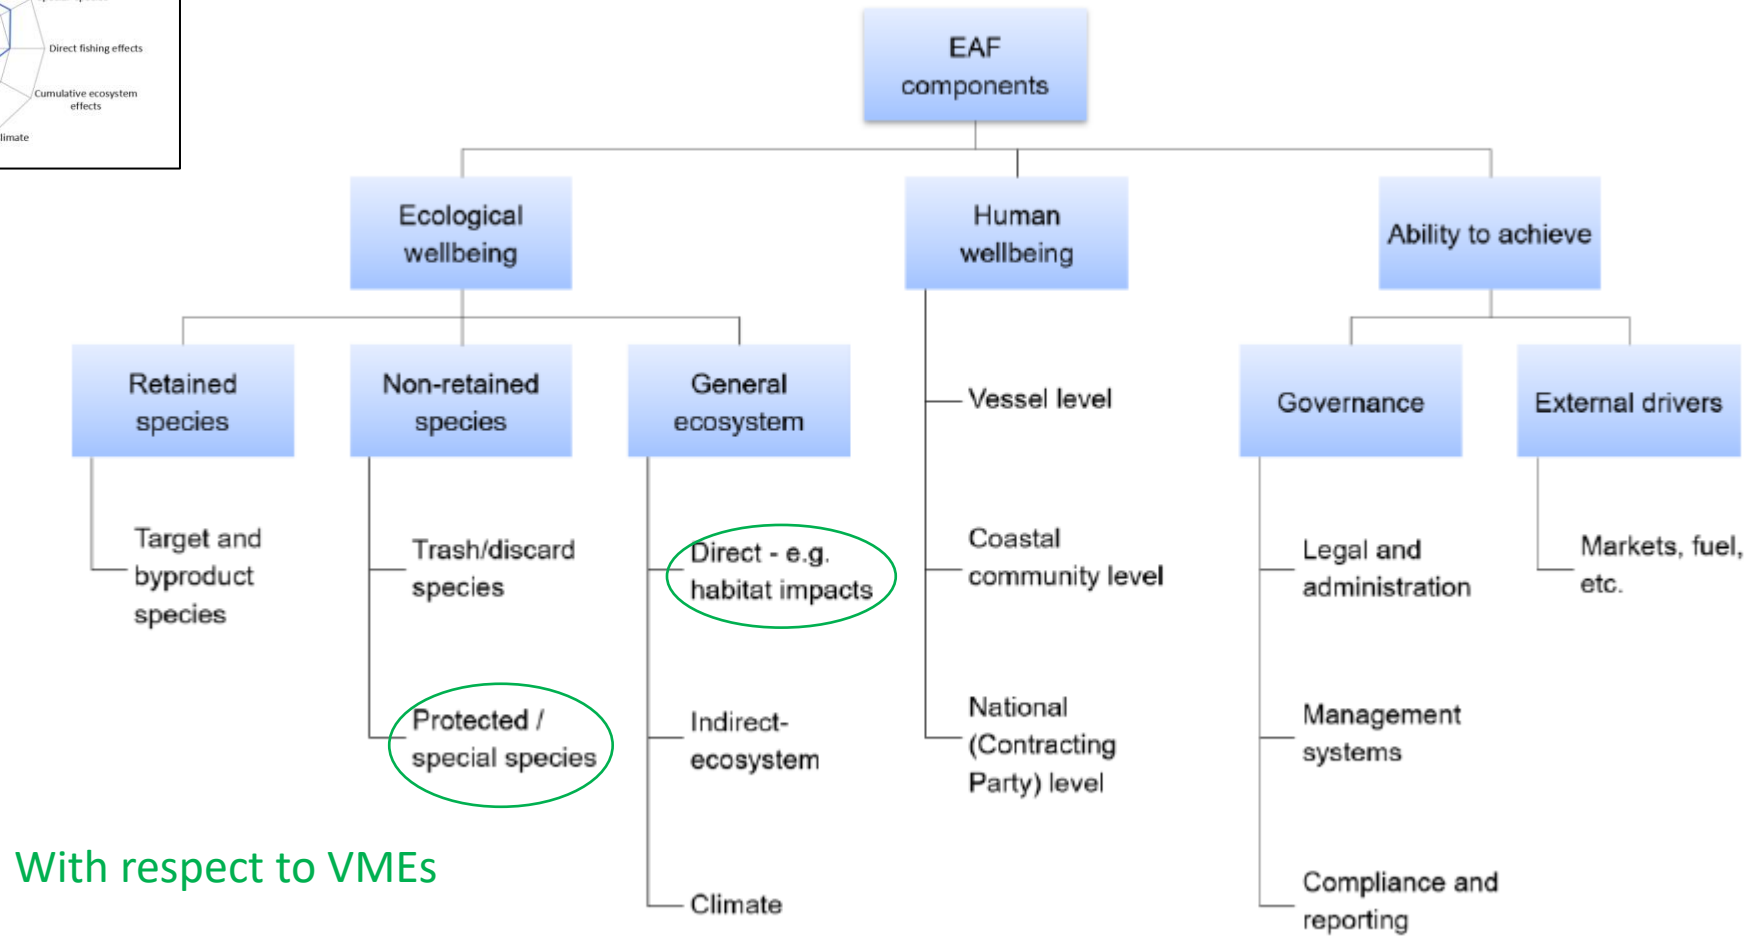 Direct fishing effects
Cumulative ecosystem
effects
EAF
components
Ecological
wellbeing
Human
wellbeing
Ability to achieve
Retained
species
Non-retained
species
General
ecosystem
Governance
External drivers
Target and
byproduct
species
Trash/discard
species
Protected /
special species
Direct - e.g.
habitat impacts
Indirect-
ecosystem
Climate
Vessel level
Coastal
community level
National
(Contracting
Party) level
Legal and
administration
Management
systems
Compliance and
reporting
Markets, fuel,
etc.
With respect to VMEs